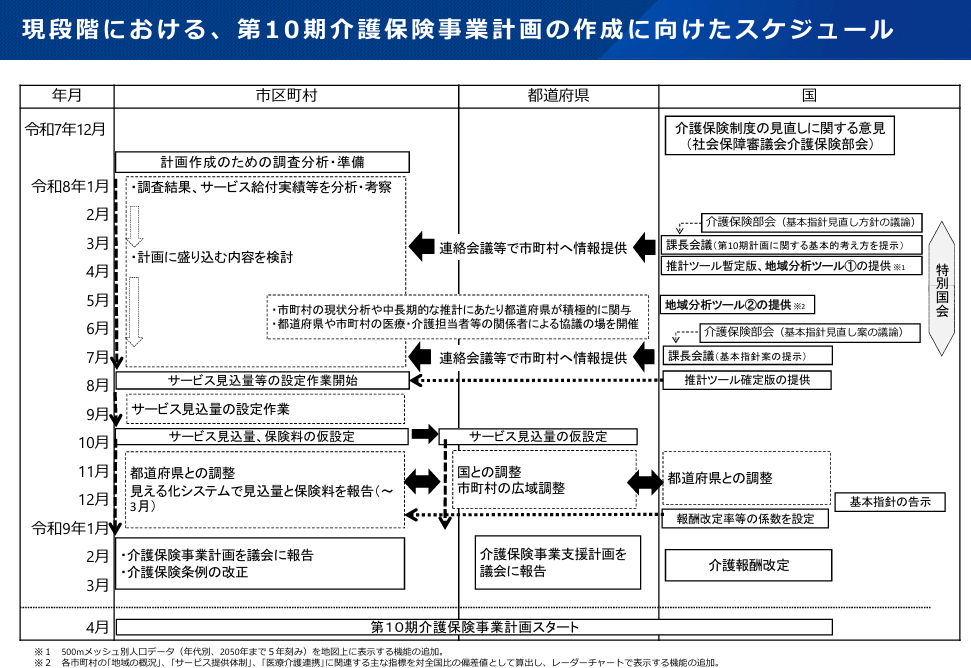 現段階における、第10期介護保険事業計画の作成に向けたスケジュール
年月
市区町村
都道府県
国
令和7年12月
介護保険制度の見直しに関する意見
（社会保障審議会介護保険部会）
計画作成のための調査分析・準備
令和8年1月
・調査結果、サービス給付実績等を分析・考察
2月
介護保険部会（基本指針見直し方針の議論）
3月
連絡会議等で市町村へ情報提供
課長会議（第10期計画に関する基本的考え方を提示）
・計画に盛り込む内容を検討
推計ツール暫定版、地域分析ツール①の提供 ※1
4月
特別国会
5月
・市町村の現状分析や中長期的な推計にあたり都道府県が積極的に関与
・都道府県や市町村の医療・介護担当者等の関係者による協議の場を開催
地域分析ツール②の提供 ※2
6月
介護保険部会（基本指針見直し案の議論）
7月
連絡会議等で市町村へ情報提供
課長会議（基本指針案の提示）
8月
サービス見込量等の設定作業開始
推計ツール確定版の提供
9月
サービス見込量の設定作業
10月
サービス見込量、保険料の仮設定
サービス見込量の仮設定
11月
都道府県との調整
見える化システムで見込量と保険料を報告（～
3月）
国との調整
市町村の広域調整
都道府県との調整
12月
基本指針の告示
令和9年1月
報酬改定率等の係数を設定
2月
・介護保険事業計画を議会に報告
・介護保険条例の改正
介護保険事業支援計画を
議会に報告
介護報酬改定
3月
4月
第10期介護保険事業計画スタート
※１　500mメッシュ別人口データ（年代別、2050年まで５年刻み）を地図上に表示する機能の追加。
※２　各市町村の「地域の概況」、「サービス提供体制」、「医療介護連携」に関連する主な指標を対全国比の偏差値として算出し、レーダーチャートで表示する機能の追加。